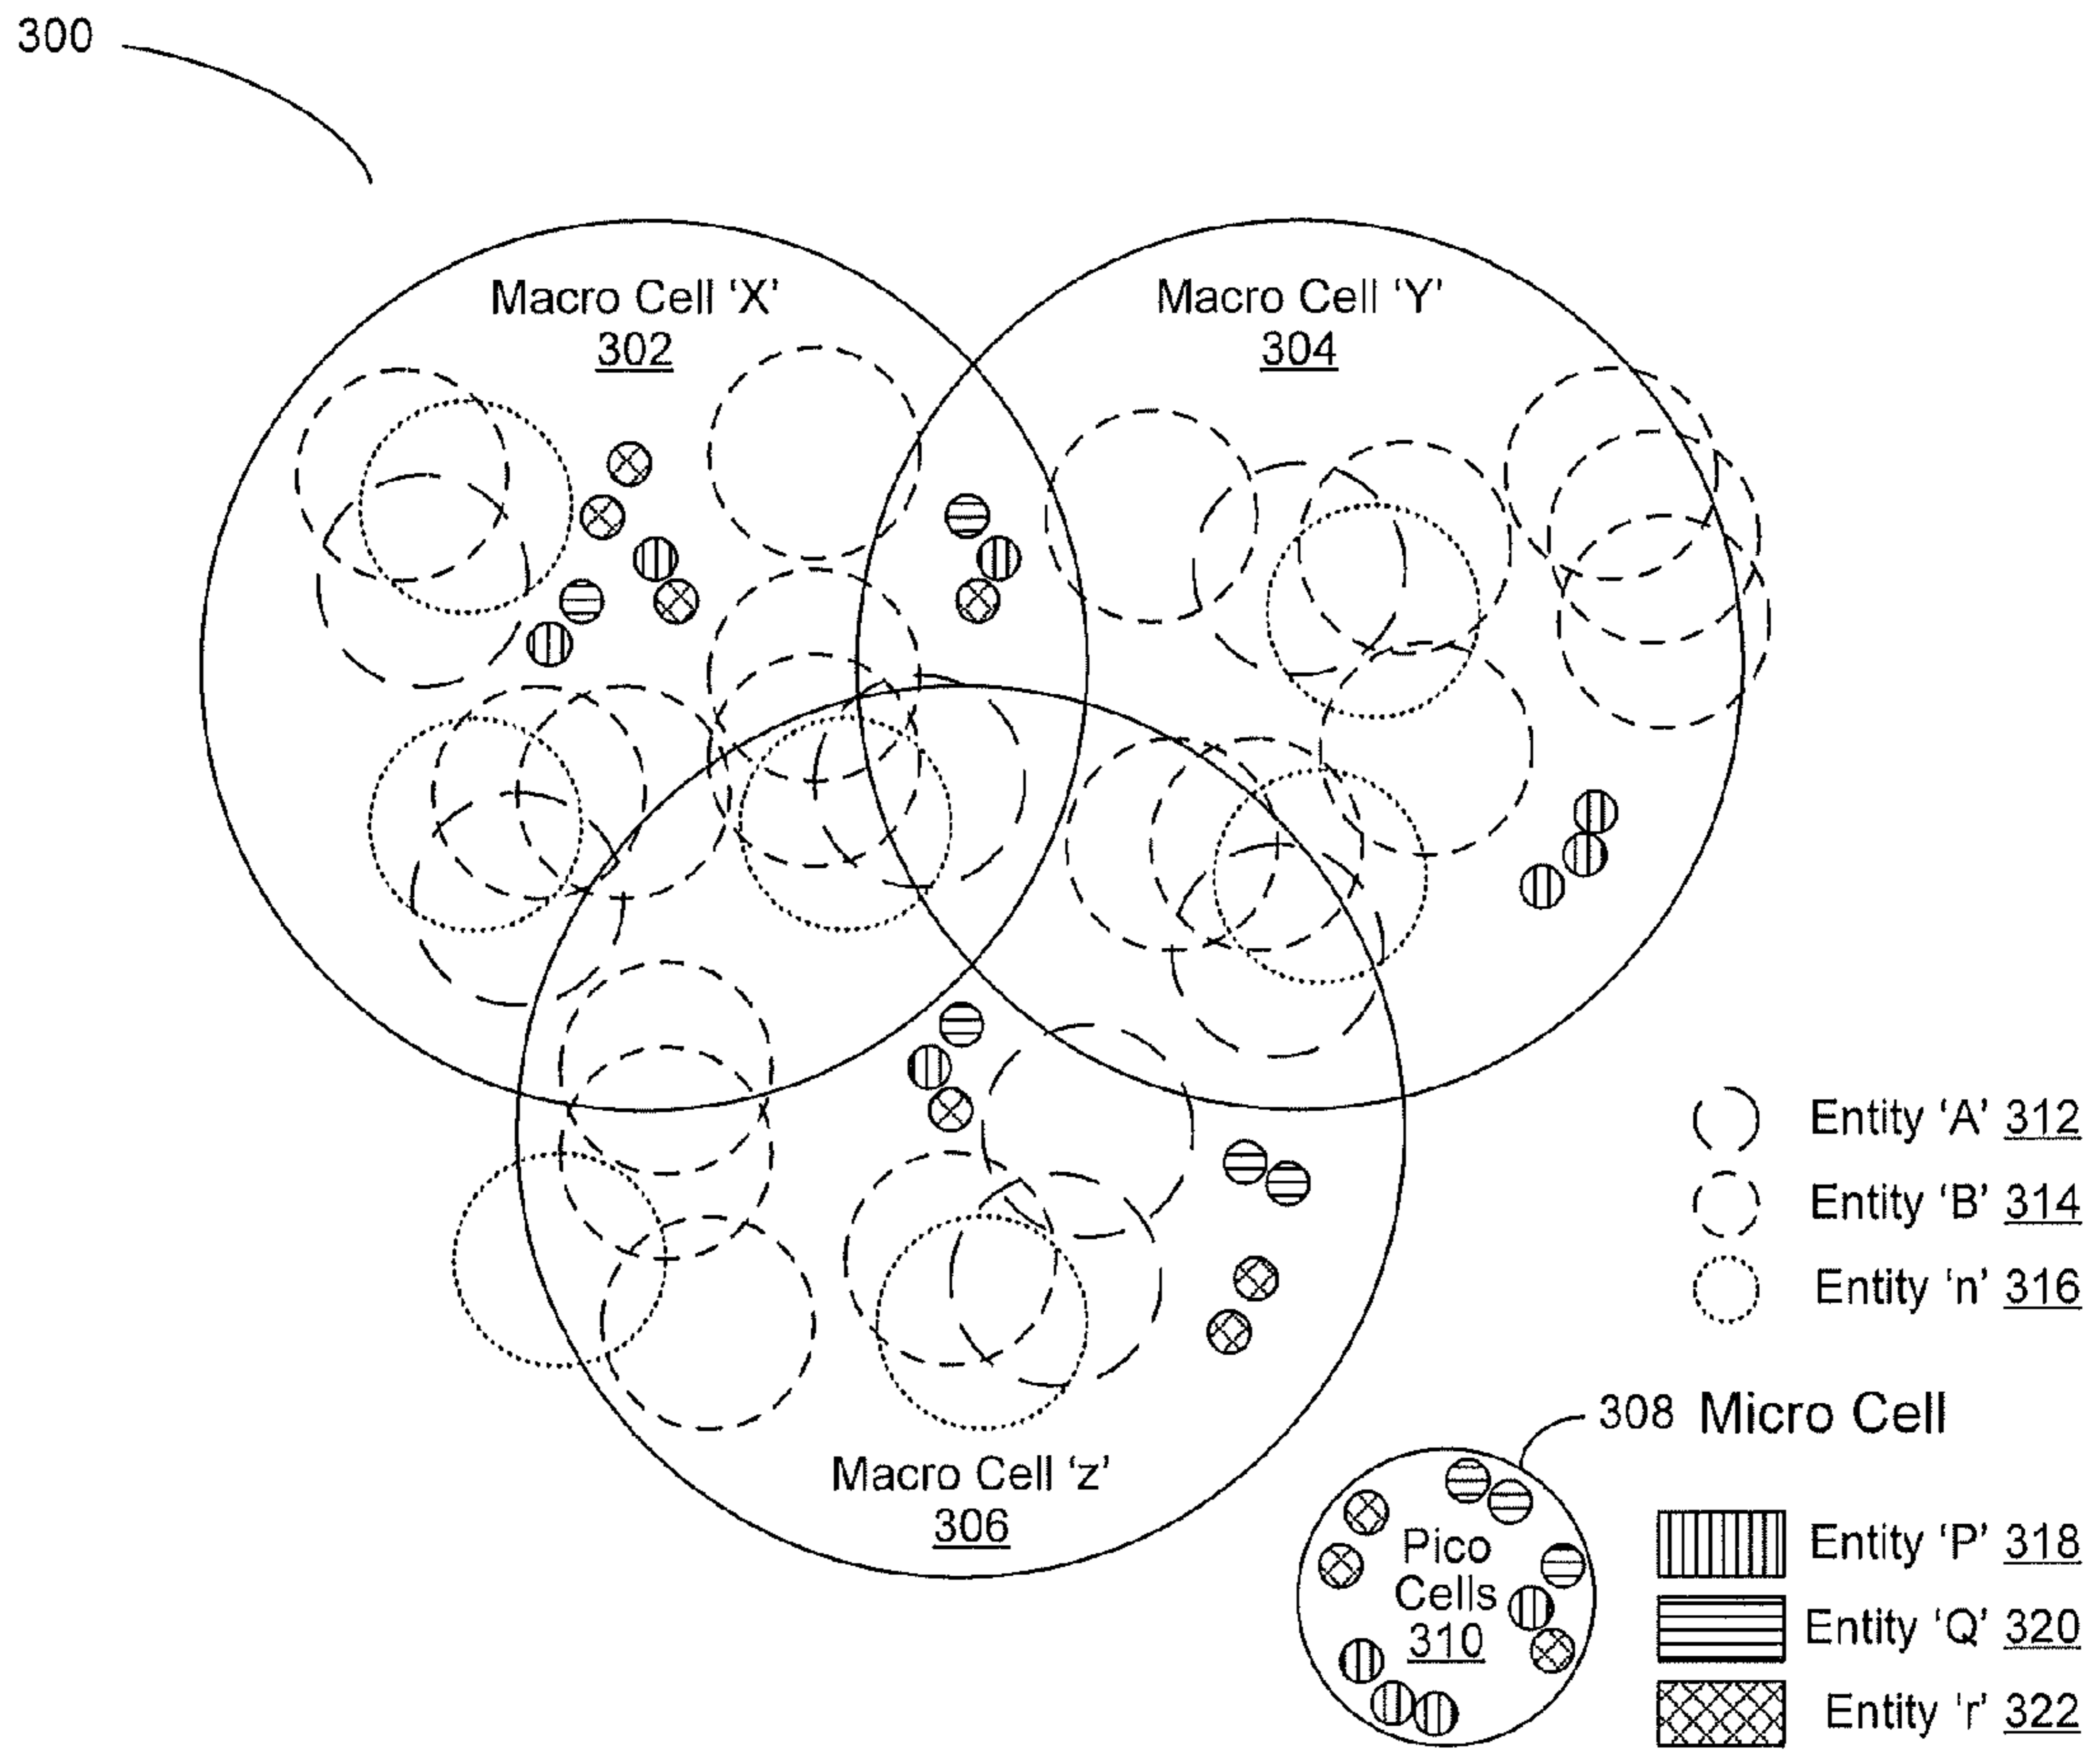 300
Macro Cell ‘X’
302
Macro Cell ‘Y’
304
Entity ‘A’ 312
Entity ‘B’ 314
Entity ‘n’ 316
308 Micro Cell
Macro Cell ‘z’
306
Pico
Cells
310
Entity ‘P’ 318
Entity ‘Q’ 320
Entity ‘r’ 322